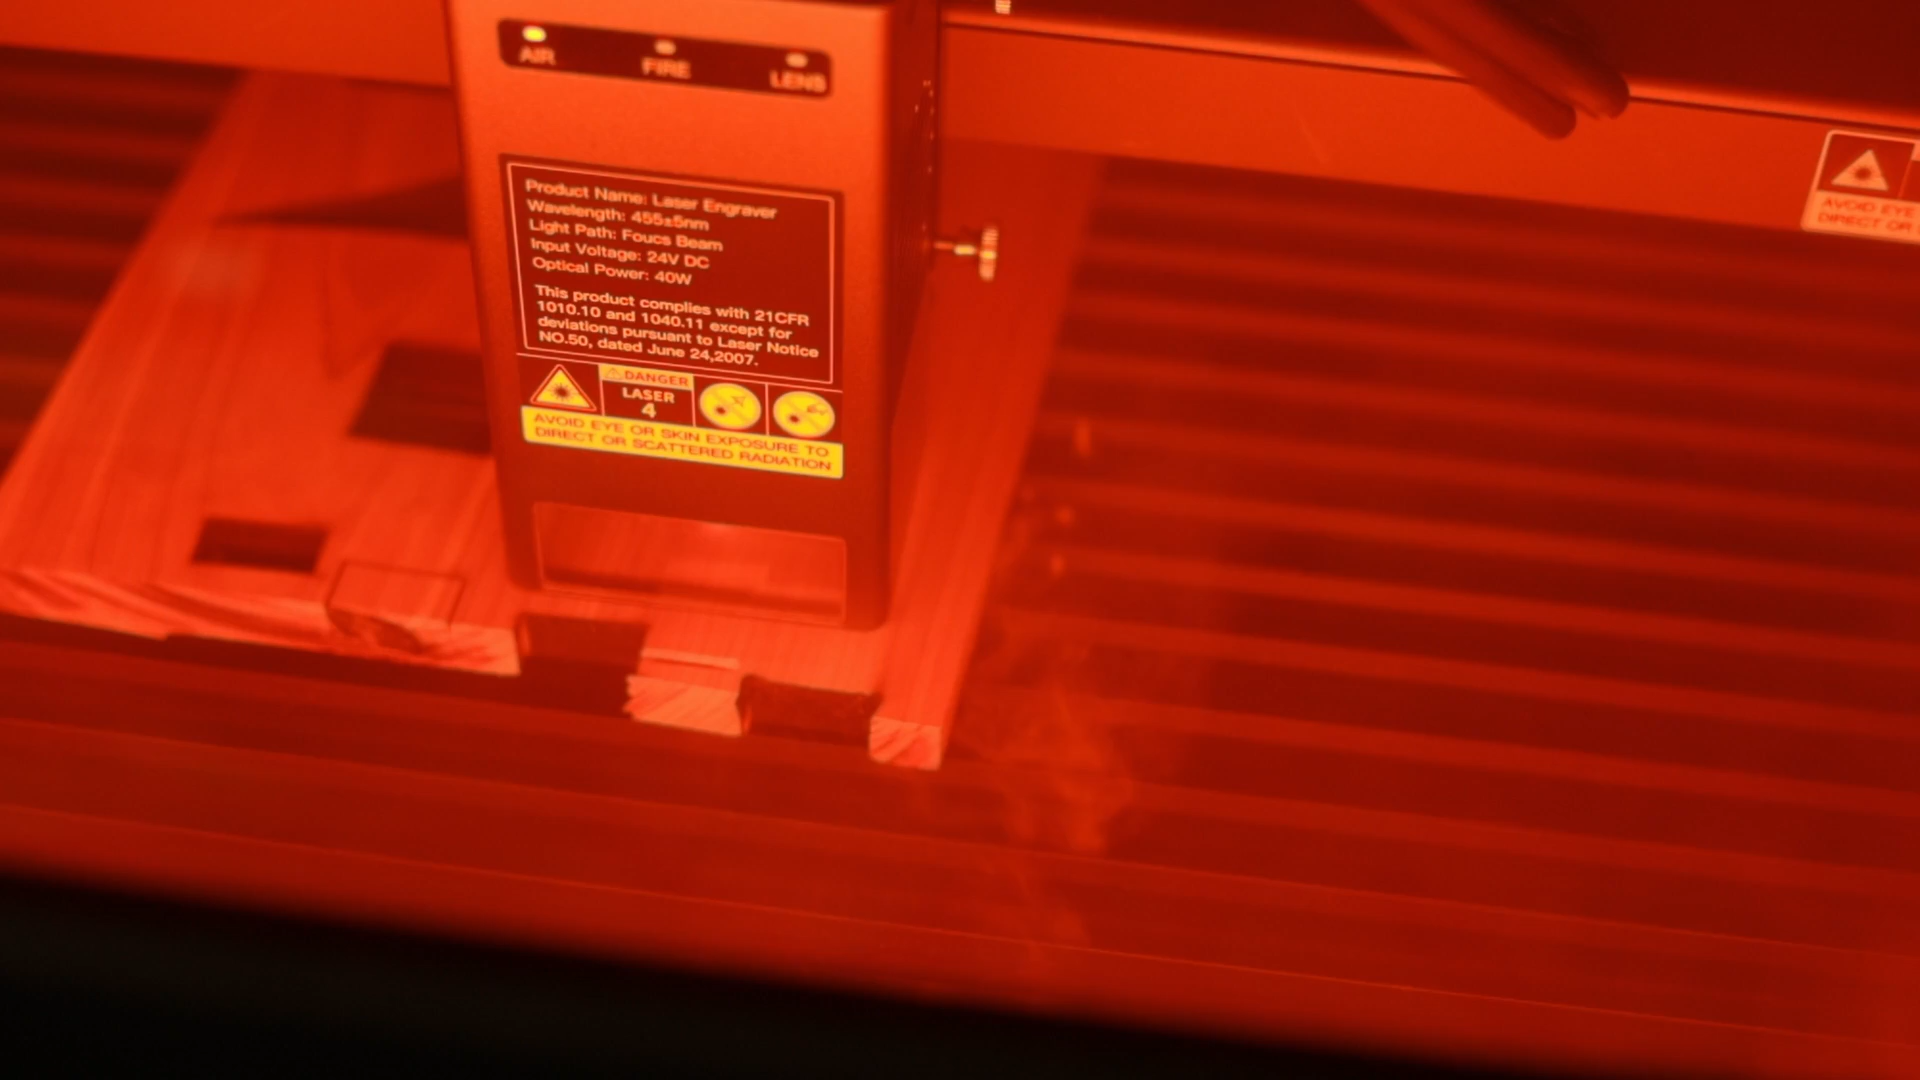 AIR
FIRE
LENS
Product Name: Laser Engraver
Wavelength: 455±5nm
Light Path: Foucs Beam
Input Voltage: 24V DC
Optical Power: 40W
This product complies with 21CFR
1010.10 and 1040.11 except for
deviations pursuant to Laser Notice
NO.50, dated June 24,2007.
DANGER
LASER
4
AVOID EYE OR SKIN EXPOSURE TO
DIRECT OR SCATTERED RADIATION
AVOID EYE
DIRECT OR